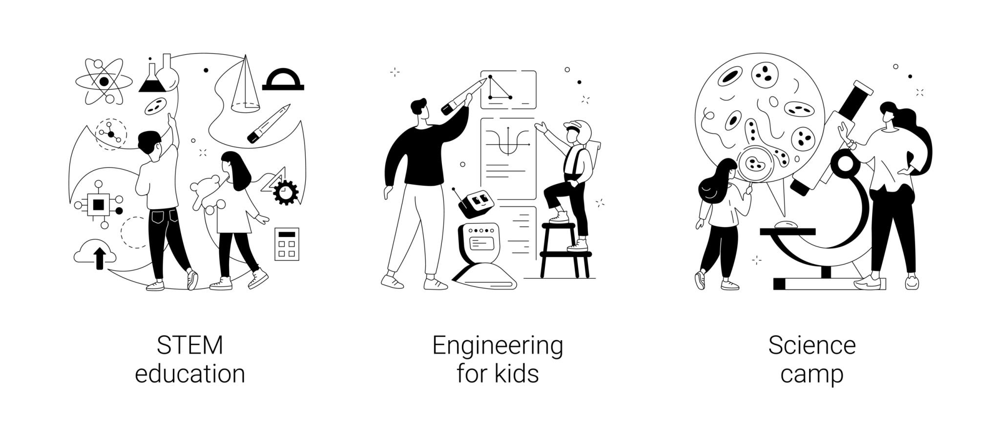 STEM
education
Engineering
for kids
Science
camp